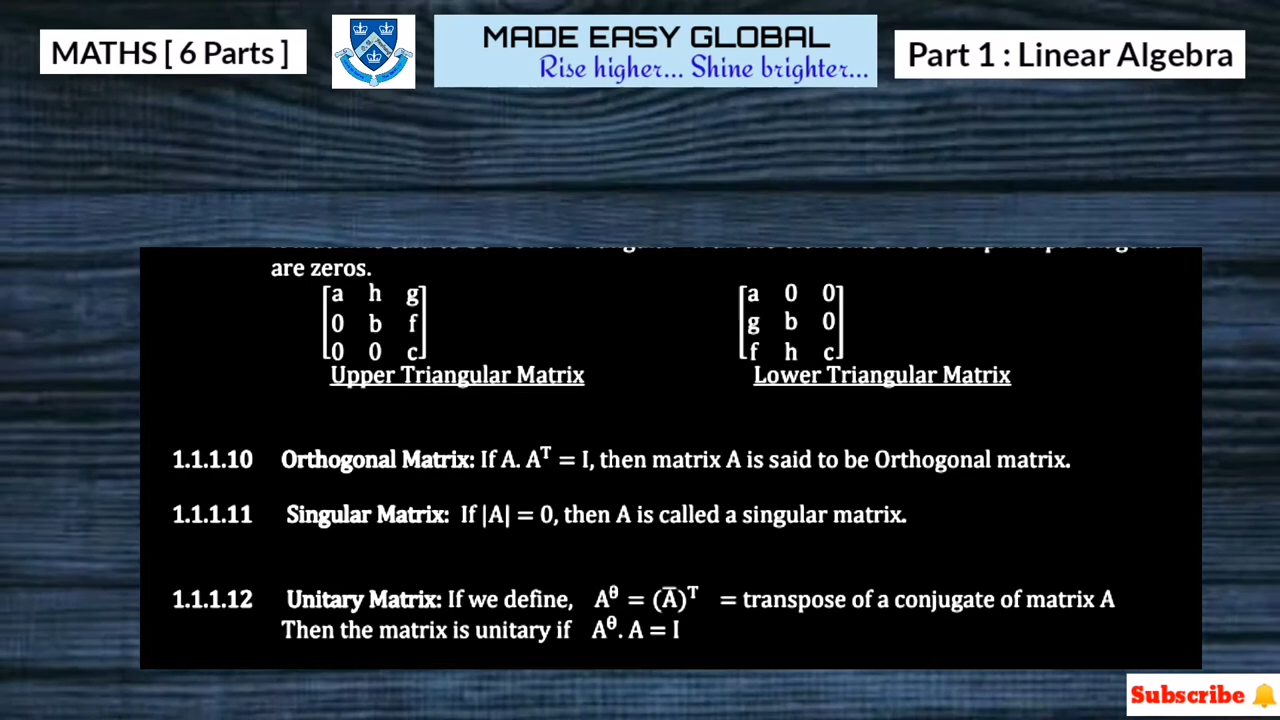 MATHS [ 6 Parts ]
MADE EASY GLOBAL
Rise higher... Shine brighter...
Part 1 : Linear Algebra
are zeros.
[a h g] [a 0 0]
[0 b f] [g b 0]
[0 0 c] [f h c]
Upper Triangular Matrix Lower Triangular Matrix
1.1.1.10 Orthogonal Matrix: If A. Aᵀ = I, then matrix A is said to be Orthogonal matrix.
1.1.1.11 Singular Matrix: If |A| = 0, then A is called a singular matrix.
1.1.1.12 Unitary Matrix: If we define, A^θ = (Ā)ᵀ = transpose of a conjugate of matrix A
Then the matrix is unitary if A^θ. A = I
Subscribe